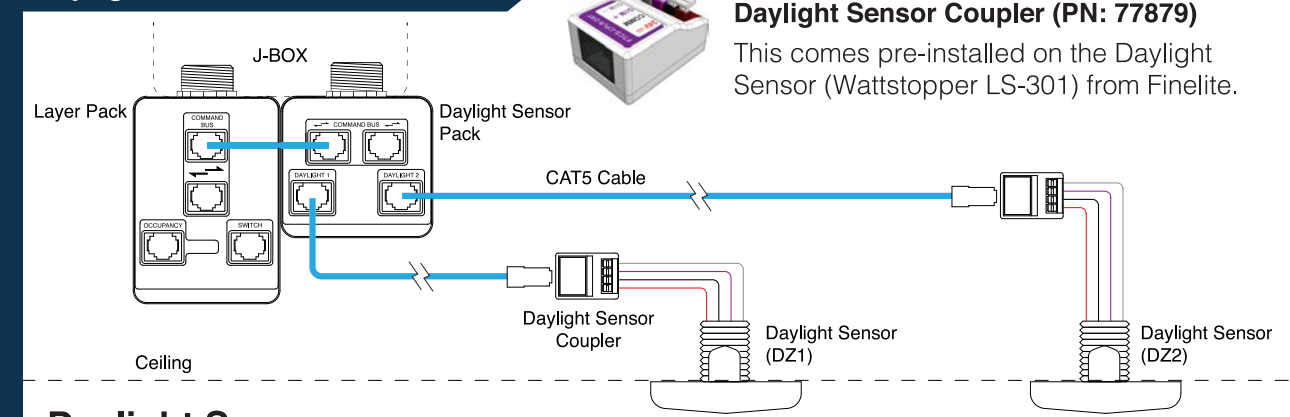 Daylight Sensor Coupler (PN: 77879)
This comes pre-installed on the Daylight
Sensor (Wattstopper LS-301) from Finelite.
J-BOX
Layer Pack
COMMAND
BUS
COMMAND BUS
Daylight Sensor
Pack
DAYLIGHT 1
DAYLIGHT 2
CAT5 Cable
OCCUPANCY
SWITCH
Daylight Sensor
Coupler
Daylight Sensor
(DZ1)
Daylight Sensor
(DZ2)
Ceiling